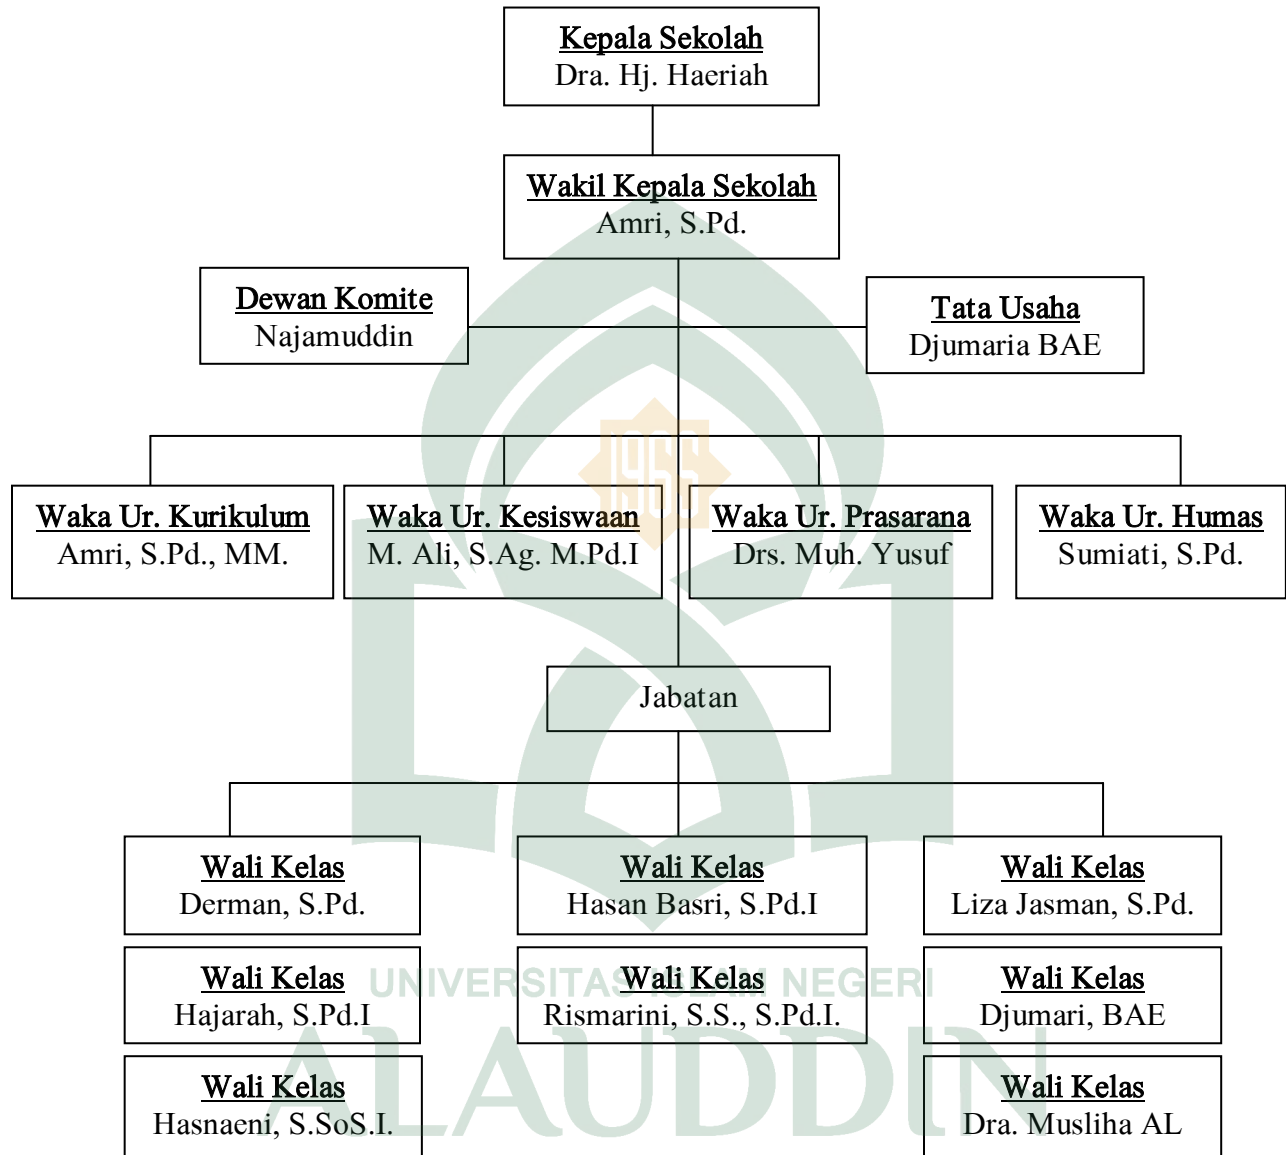 Kepala Sekolah
Dra. Hj. Haeriah
Wakil Kepala Sekolah
Amri, S.Pd.
Dewan Komite
Najamuddin
Tata Usaha
Djumaria BAE
1965
Waka Ur. Kurikulum
Amri, S.Pd., MM.
Waka Ur. Kesiswaan
M. Ali, S.Ag. M.Pd.I
Waka Ur. Prasarana
Drs. Muh. Yusuf
Waka Ur. Humas
Sumiati, S.Pd.
Jabatan
Wali Kelas
Derman, S.Pd.
Wali Kelas
Hasan Basri, S.Pd.I
Wali Kelas
Liza Jasman, S.Pd.
Wali Kelas
Hajarah, S.Pd.I
Wali Kelas
Rismarini, S.S., S.Pd.I.
Wali Kelas
Djumari, BAE
UNIVERSITAS ISLAM NEGERI
Wali Kelas
Hasnaeni, S.SoS.I.
Wali Kelas
Dra. Musliha AL
ALAUDDIN